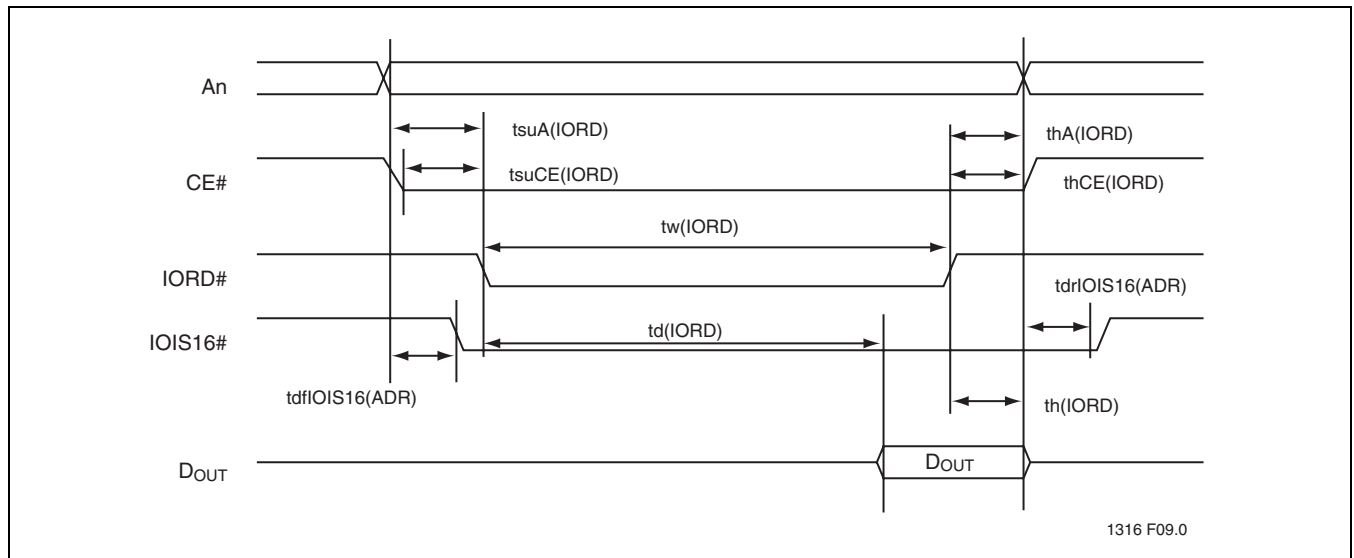 An
tsuA(IORD)
thA(IORD)
CE#
tsuCE(IORD)
thCE(IORD)
tw(IORD)
IORD#
tdrIOIS16(ADR)
IOIS16#
td(IORD)
tdfIOIS16(ADR)
th(IORD)
DOUT
DOUT
1316 F09.0